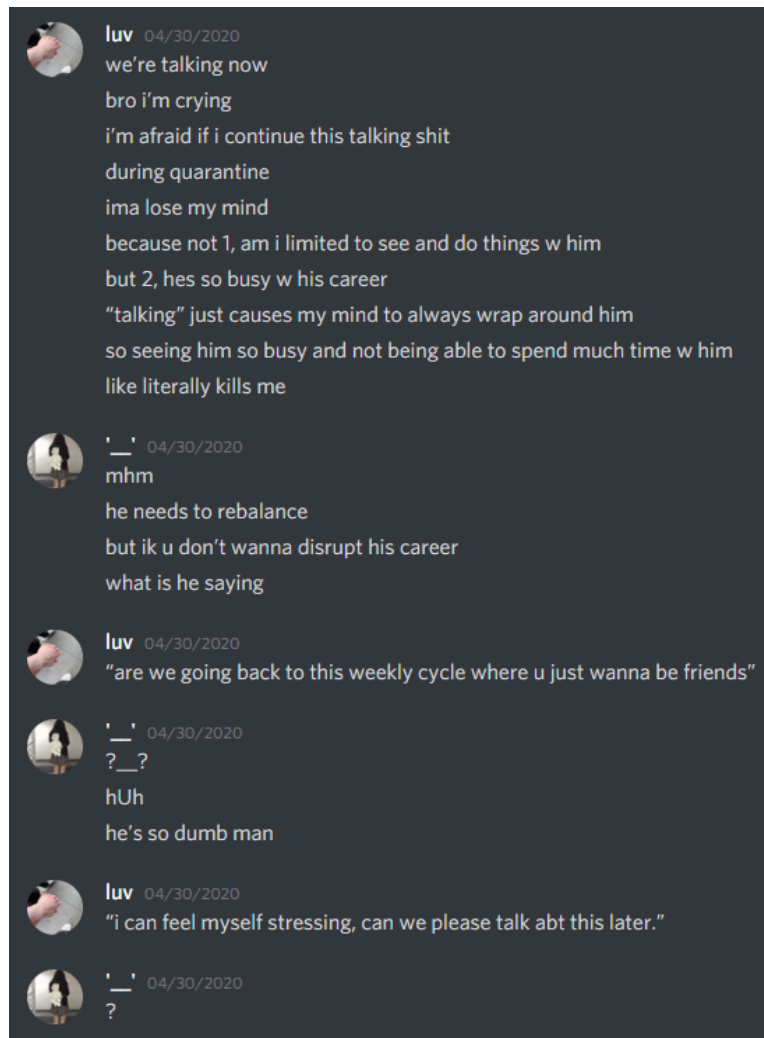 luv 04/30/2020
we’re talking now
bro i’m crying
i’m afraid if i continue this talking shit
during quarantine
ima lose my mind
because not 1, am i limited to see and do things w him
but 2, hes so busy w his career
“talking” just causes my mind to always wrap around him
so seeing him so busy and not being able to spend much time w him
like literally kills me
'__' 04/30/2020
mhm
he needs to rebalance
but ik u don’t wanna disrupt his career
what is he saying
luv 04/30/2020
“are we going back to this weekly cycle where u just wanna be friends”
'__' 04/30/2020
?__?
hUh
he’s so dumb man
luv 04/30/2020
“i can feel myself stressing, can we please talk abt this later.”
'__' 04/30/2020
?